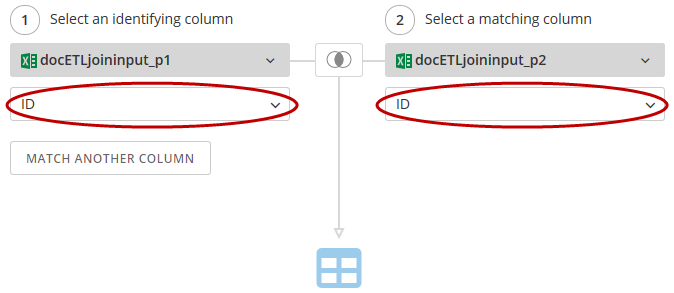 1 Select an identifying column
2 Select a matching column
docETLjoininput_p1
docETLjoininput_p2
ID
ID
MATCH ANOTHER COLUMN